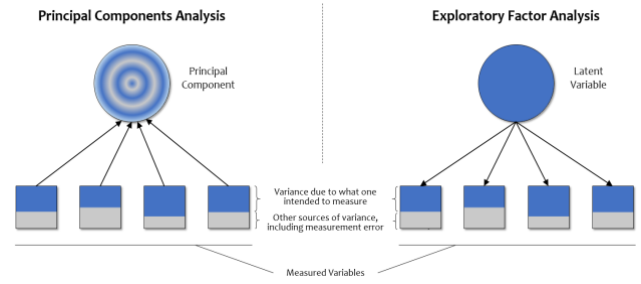 Principal Components Analysis
Exploratory Factor Analysis
Principal
Component
Latent
Variable
Variance due to what one
intended to measure
Other sources of variance,
including measurement error
Measured Variables